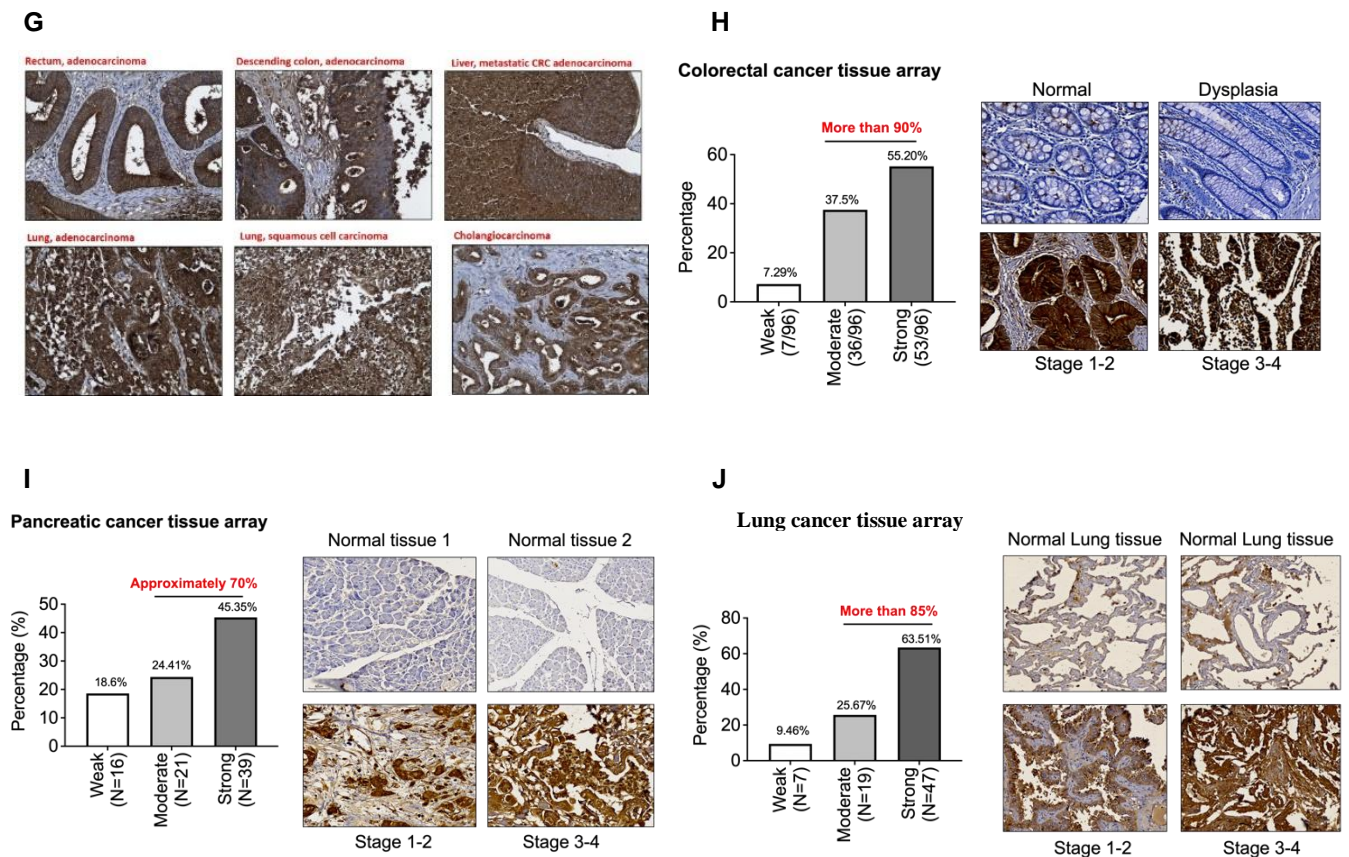 G
Rectum, adenocarcinoma
Descending colon, adenocarcinoma
Liver, metastatic CRC adenocarcinoma
Lung, adenocarcinoma
Lung, squamous cell carcinoma
Cholangiocarcinoma
H
Colorectal cancer tissue array
More than 90%
Percentage
60
40
20
0
7.29%
37.5%
55.20%
Weak
(7/96)
Moderate
(36/96)
Strong
(53/96)
Normal
Dysplasia
Stage 1-2
Stage 3-4
I
Pancreatic cancer tissue array
Approximately 70%
Percentage (%)
50
40
30
20
10
0
18.6%
24.41%
45.35%
Weak
(N=16)
Moderate
(N=21)
Strong
(N=39)
Normal tissue 1
Normal tissue 2
Stage 1-2
Stage 3-4
J
Lung cancer tissue array
More than 85%
Percentage (%)
80
60
40
20
0
9.46%
25.67%
63.51%
Weak
(N=7)
Moderate
(N=19)
Strong
(N=47)
Normal Lung tissue
Normal Lung tissue
Stage 1-2
Stage 3-4